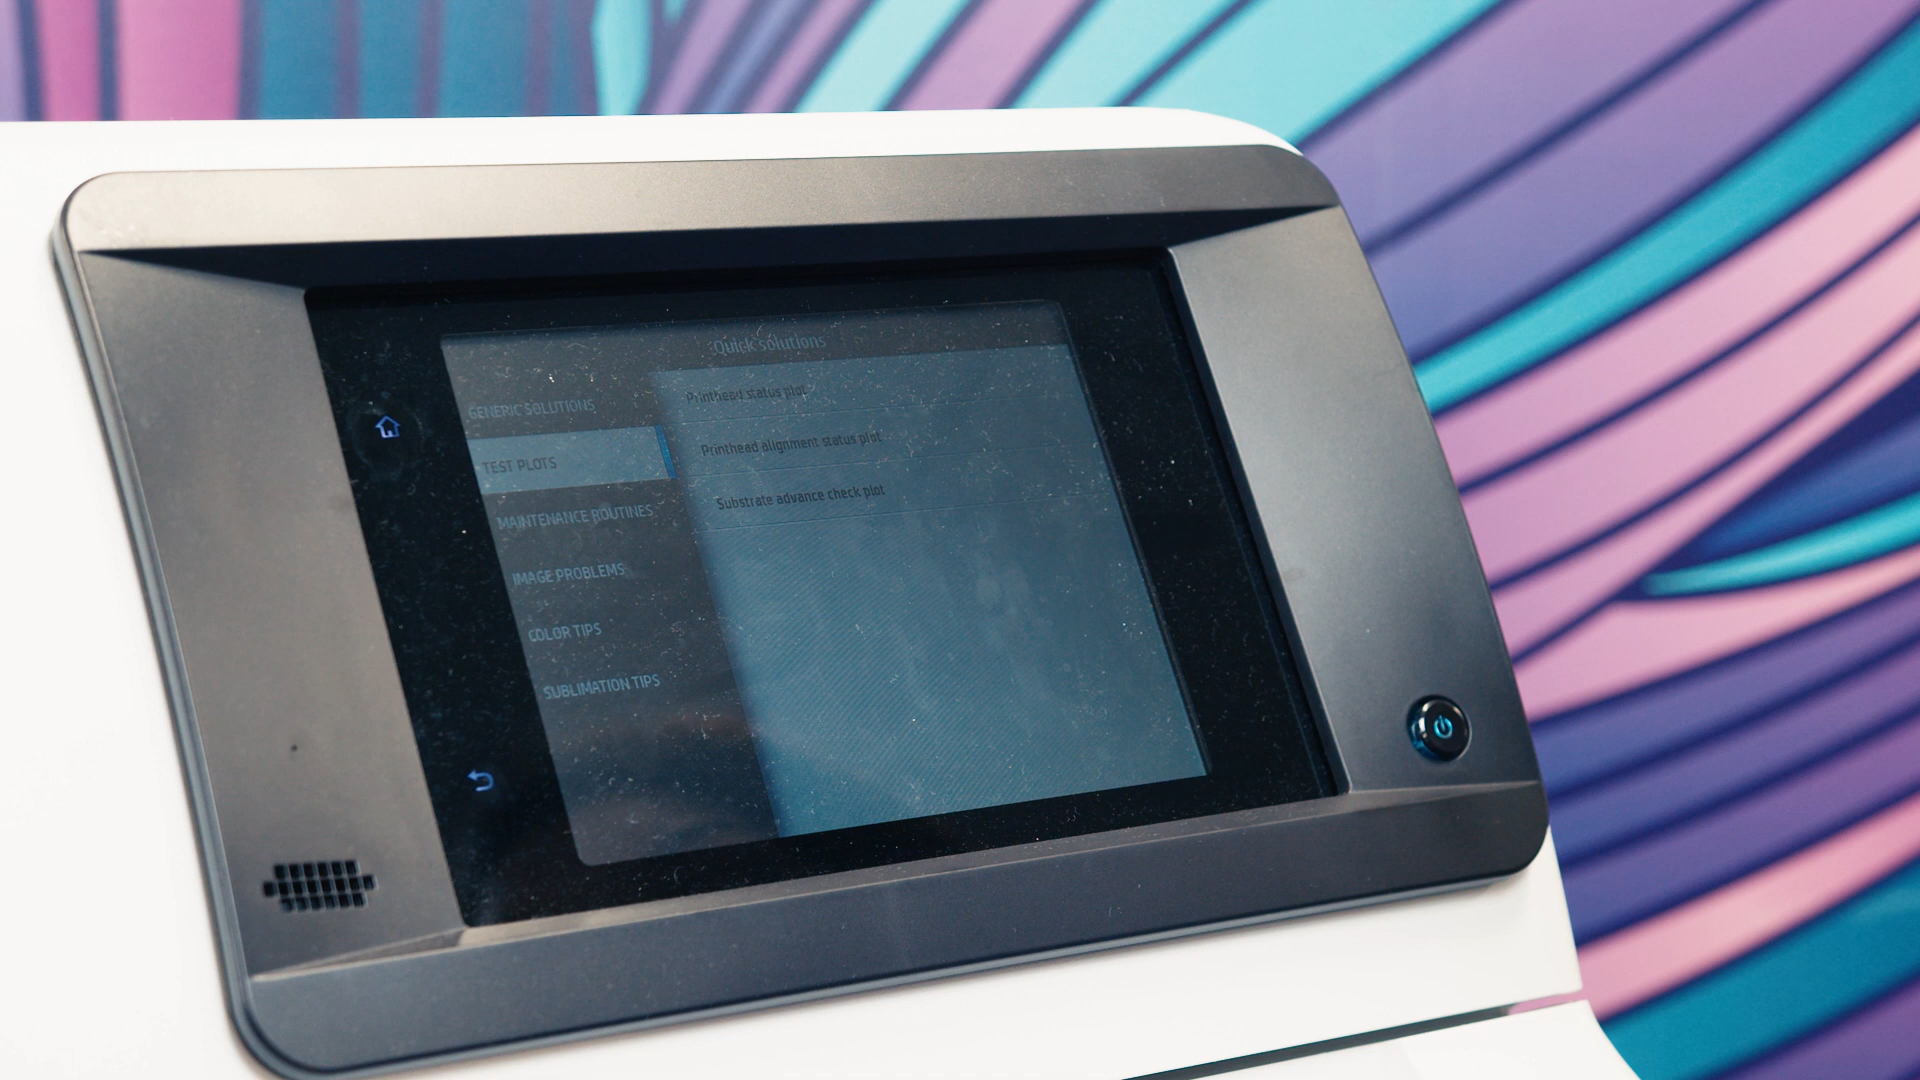 Quick solutions
GENERIC SOLUTIONS
TEST PLOTS
MAINTENANCE ROUTINES
IMAGE PROBLEMS
COLOR TIPS
SUBLIMATION TIPS
Printhead status plot
Printhead alignment status plot
Substrate advance check plot